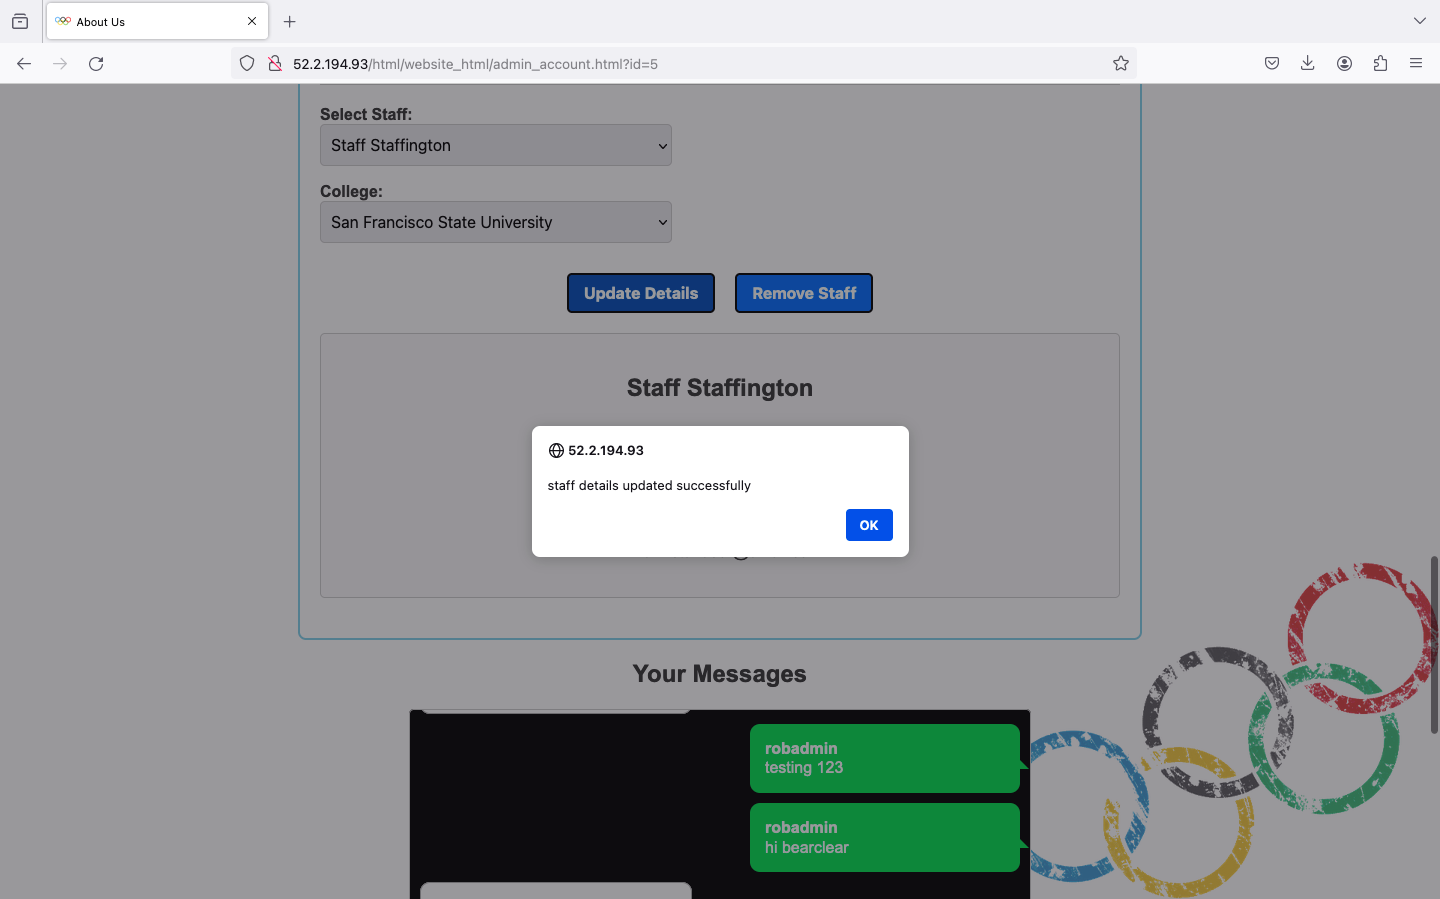 About Us
52.2.194.93/html/website_html/admin_account.html?id=5
Select Staff:
Staff Staffington
College:
San Francisco State University
Update Details
Remove Staff
Staff Staffington
52.2.194.93
staff details updated successfully
OK
Your Messages
robadmin
testing 123
robadmin
hi bearclear